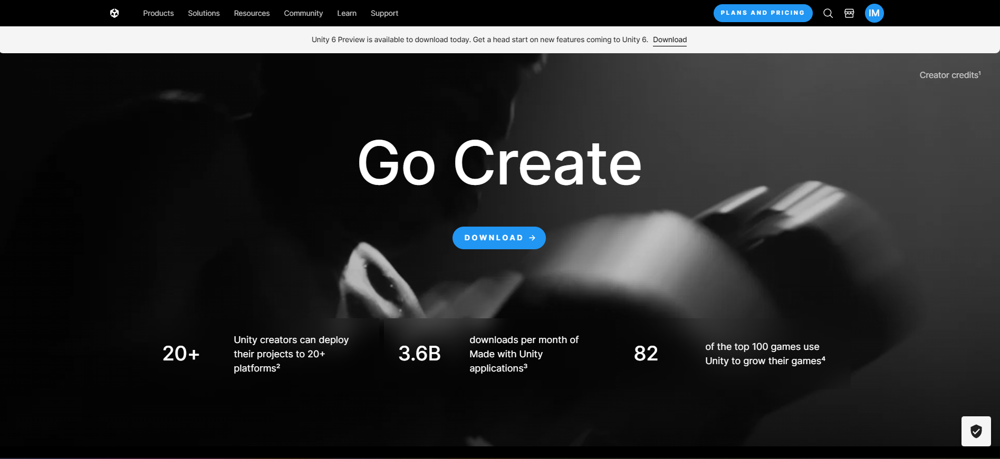 Products Solutions Resources Community Learn Support PLANS AND PRICING IM
Unity 6 Preview is available to download today. Get a head start on new features coming to Unity 6. Download
Creator credits¹
Go Create
DOWNLOAD →
20+
Unity creators can deploy
their projects to 20+
platforms²
3.6B
downloads per month of
Made with Unity
applications³
82
of the top 100 games use
Unity to grow their games⁴